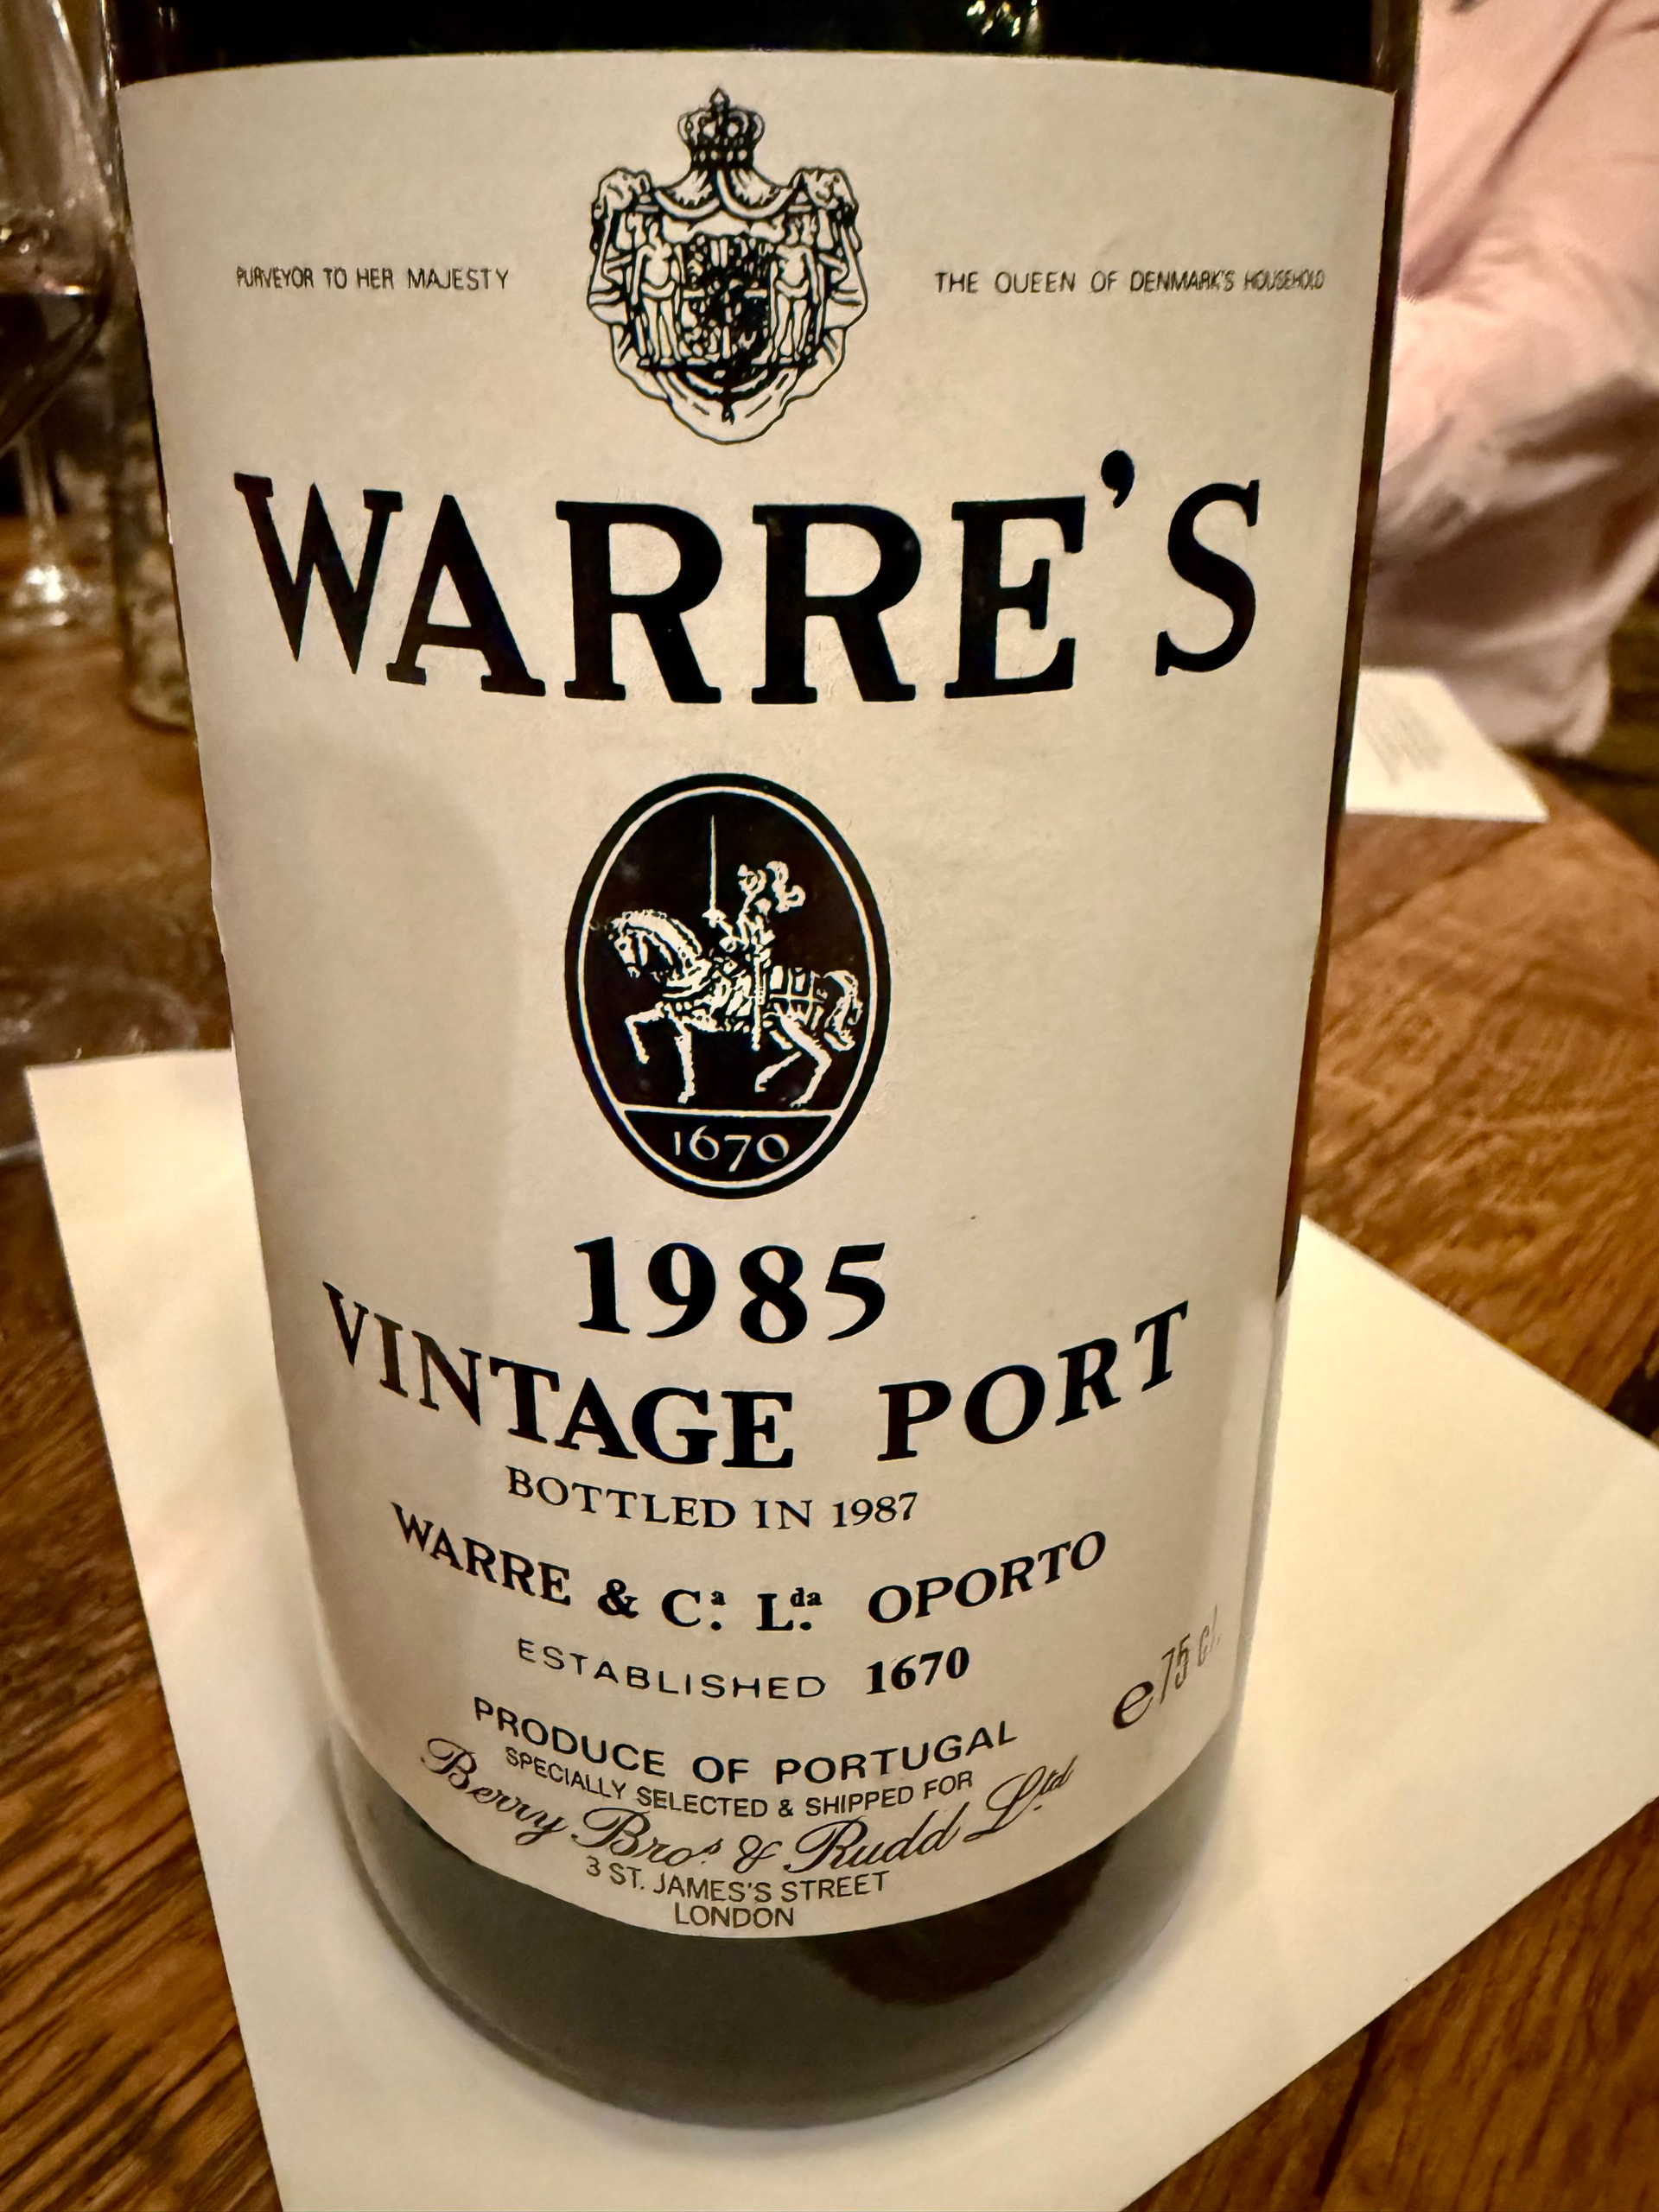 PURVEYOR TO HER MAJESTY THE QUEEN OF DENMARK'S HOUSEHOLD
WARRE'S
1670
1985
VINTAGE PORT
BOTTLED IN 1987
WARRE & Cª. Lᵈᵃ. OPORTO
ESTABLISHED 1670
e 75 cl
PRODUCE OF PORTUGAL
SPECIALLY SELECTED & SHIPPED FOR
Berry Broˢ. & Rudd Lᵗᵈ.
3 ST. JAMES'S STREET
LONDON